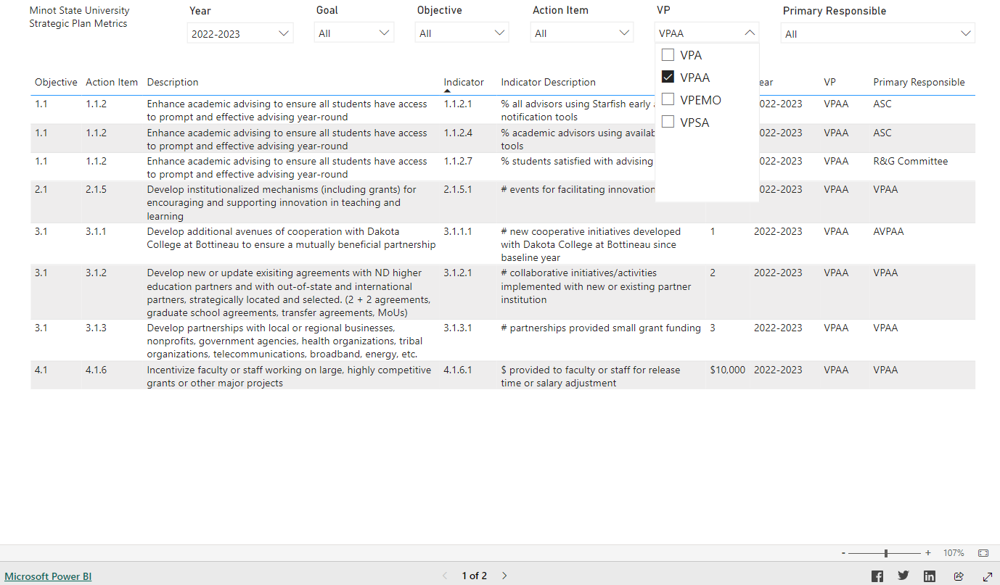 Minot State University
Strategic Plan Metrics
Year
2022-2023
Goal
All
Objective
All
Action Item
All
VP
VPAA
VPA
VPAA
VPEMO
VPSA
Primary Responsible
All
Objective Action Item Description Indicator Indicator Description ear VP Primary Responsible
1.1 1.1.2 Enhance academic advising to ensure all students have access 1.1.2.1 % all advisors using Starfish early 022-2023 VPAA ASC
to prompt and effective advising year-round notification tools
1.1 1.1.2 Enhance academic advising to ensure all students have access 1.1.2.4 % academic advisors using availab 022-2023 VPAA ASC
to prompt and effective advising year-round tools
1.1 1.1.2 Enhance academic advising to ensure all students have access 1.1.2.7 % students satisfied with advising 022-2023 VPAA R&G Committee
to prompt and effective advising year-round
2.1 2.1.5 Develop institutionalized mechanisms (including grants) for 2.1.5.1 # events for facilitating innovation 022-2023 VPAA VPAA
encouraging and supporting innovation in teaching and
learning
3.1 3.1.1 Develop additional avenues of cooperation with Dakota 3.1.1.1 # new cooperative initiatives developed 1 2022-2023 VPAA AVPAA
College at Bottineau to ensure a mutually beneficial partnership with Dakota College at Bottineau since
baseline year
3.1 3.1.2 Develop new or update exisiting agreements with ND higher 3.1.2.1 # collaborative initiatives/activities 2 2022-2023 VPAA VPAA
education partners and with out-of-state and international implemented with new or existing partner
partners, strategically located and selected. (2 + 2 agreements, institution
graduate school agreements, transfer agreements, MoUs)
3.1 3.1.3 Develop partnerships with local or regional businesses, 3.1.3.1 # partnerships provided small grant funding 3 2022-2023 VPAA VPAA
nonprofits, government agencies, health organizations, tribal
organizations, telecommunications, broadband, energy, etc.
4.1 4.1.6 Incentivize faculty or staff working on large, highly competitive 4.1.6.1 $ provided to faculty or staff for release $10,000 2022-2023 VPAA VPAA
grants or other major projects time or salary adjustment
- + 107%
Microsoft Power BI 1 of 2